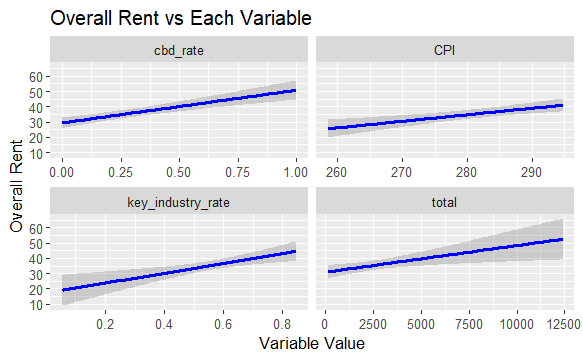 Overall Rent vs Each Variable
cbd_rate
CPI
60
50
40
30
20
10
0.00 0.25 0.50 0.75 1.00
260 270 280 290
key_industry_rate
total
60
50
40
30
20
10
0.2 0.4 0.6 0.8
0 2500 5000 7500 10000 12500
Overall Rent
Variable Value